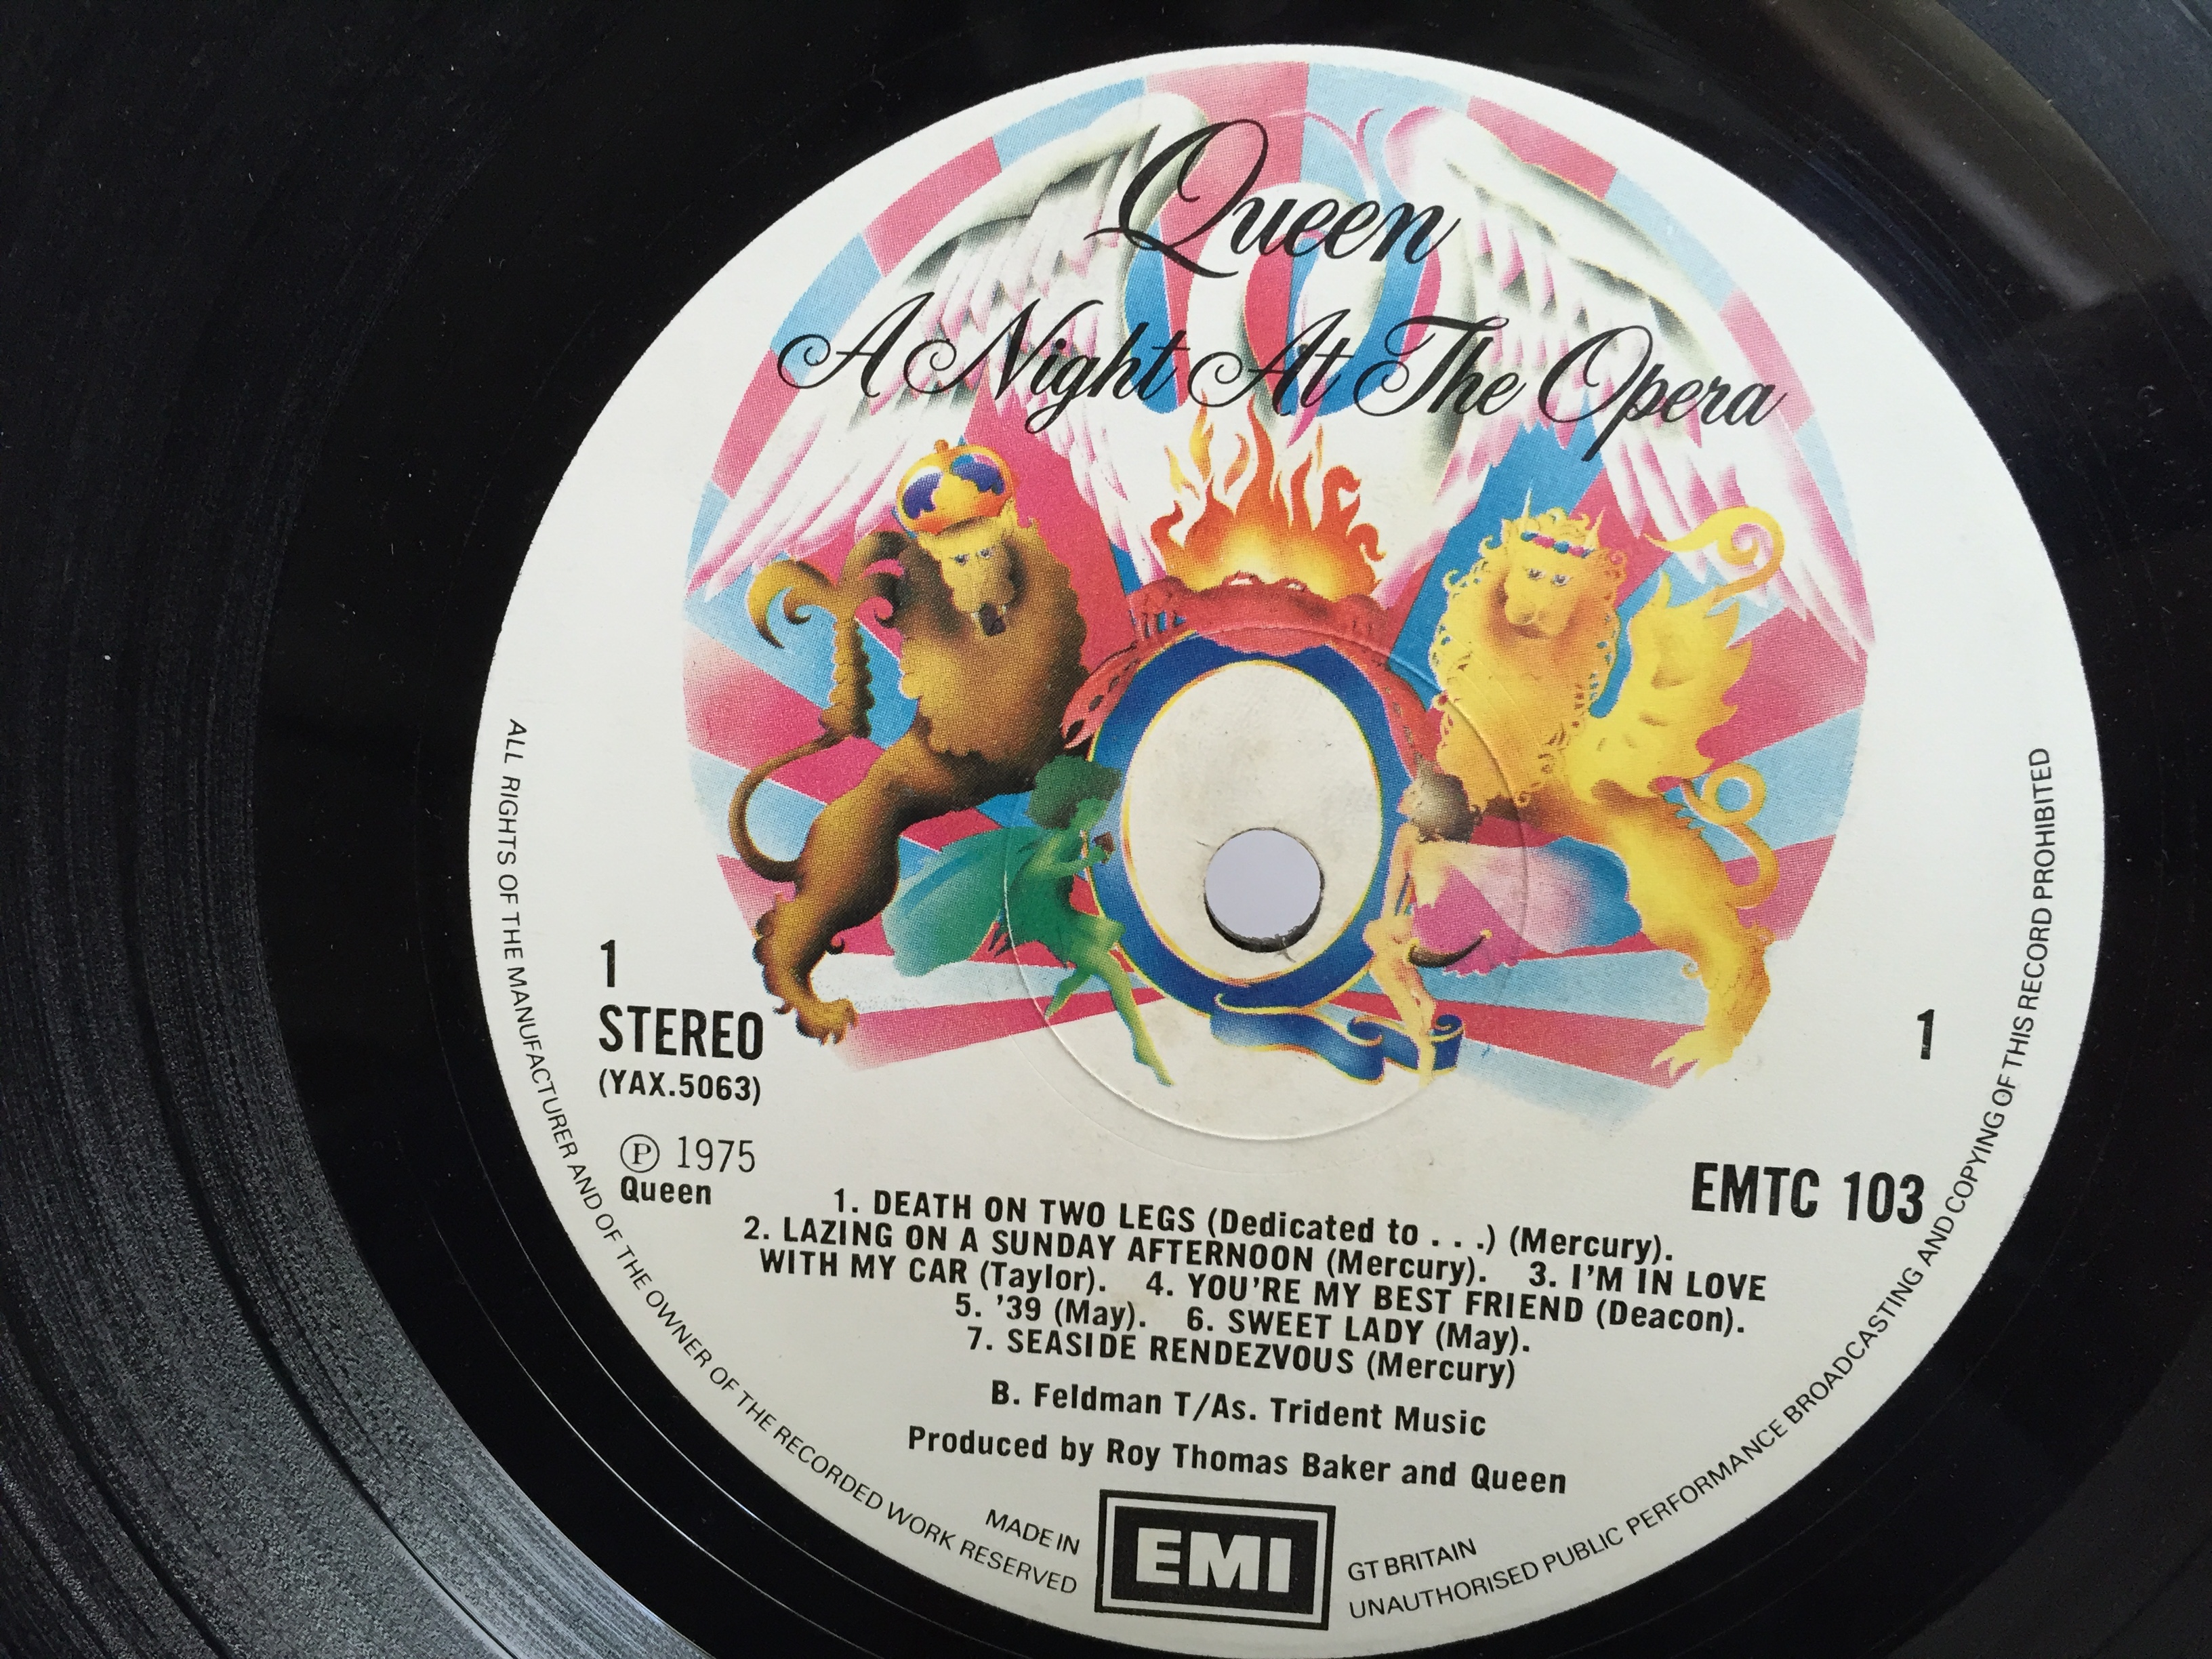 Queen
A Night At The Opera
1
STEREO
(YAX.5063)
Ⓟ 1975
Queen
1
EMTC 103
1. DEATH ON TWO LEGS (Dedicated to . . .) (Mercury).
2. LAZING ON A SUNDAY AFTERNOON (Mercury). 3. I'M IN LOVE
WITH MY CAR (Taylor). 4. YOU'RE MY BEST FRIEND (Deacon).
5. '39 (May). 6. SWEET LADY (May).
7. SEASIDE RENDEZVOUS (Mercury)
B. Feldman T/As. Trident Music
Produced by Roy Thomas Baker and Queen
MADE IN
EMI
GT BRITAIN
ALL RIGHTS OF THE MANUFACTURER AND OF THE OWNER OF THE RECORDED WORK RESERVED
UNAUTHORISED PUBLIC PERFORMANCE BROADCASTING AND COPYING OF THIS RECORD PROHIBITED